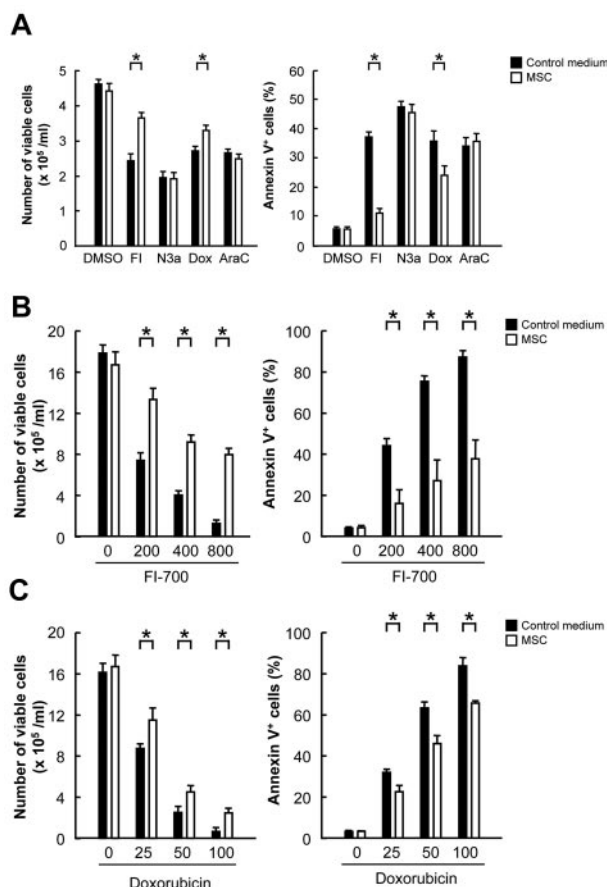 A
Number of viable cells
(x 10⁵ /ml)
5
4
3
2
1
0
DMSO FI N3a Dox AraC
* *
Annexin V⁺ cells (%)
60
50
40
30
20
10
0
DMSO FI N3a Dox AraC
* *
Control medium
MSC
B
Number of viable cells
(x 10⁵ /ml)
20
16
12
8
4
0
0 200 400 800
FI-700
* * *
Annexin V⁺ cells (%)
100
80
60
40
20
0
0 200 400 800
FI-700
* * *
Control medium
MSC
C
Number of viable cells
(x 10⁵ /ml)
20
16
12
8
4
0
0 25 50 100
Doxorubicin
* * *
Annexin V⁺ cells (%)
100
80
60
40
20
0
0 25 50 100
Doxorubicin
* * *
Control medium
MSC